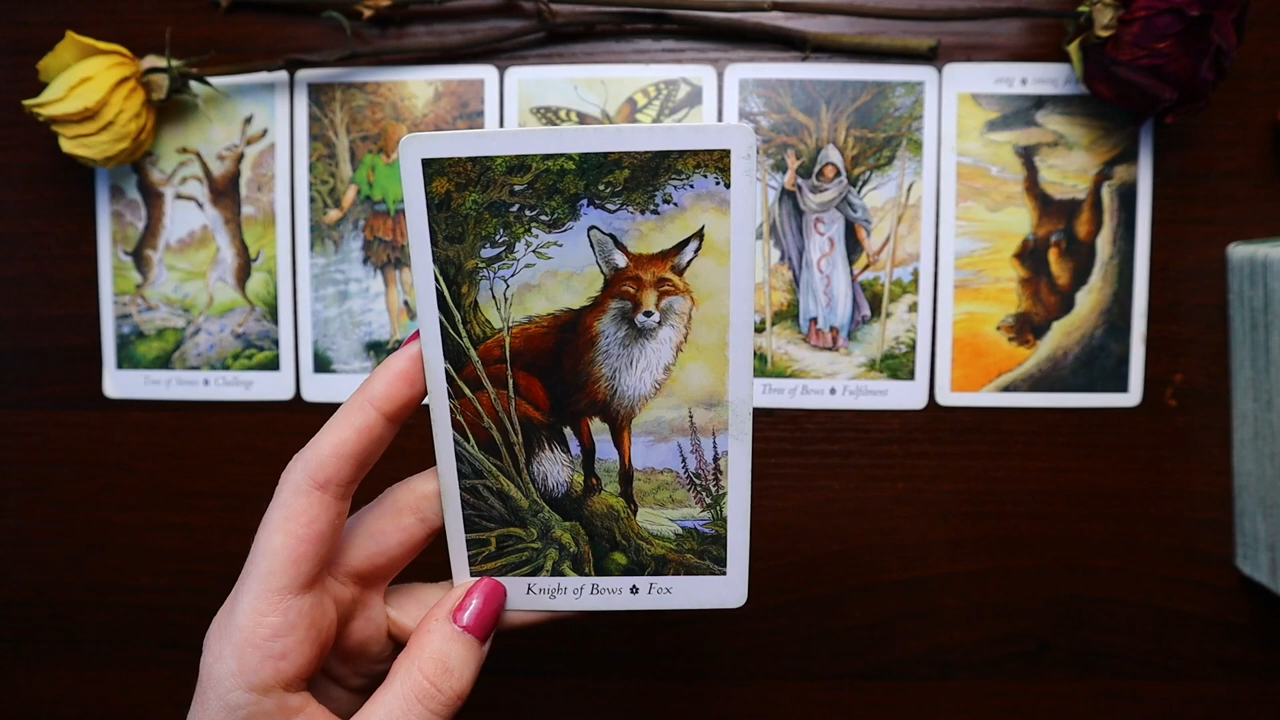 Two of Stones Challenge
Three of Bows Fulfilment
Knight of Bows Fox